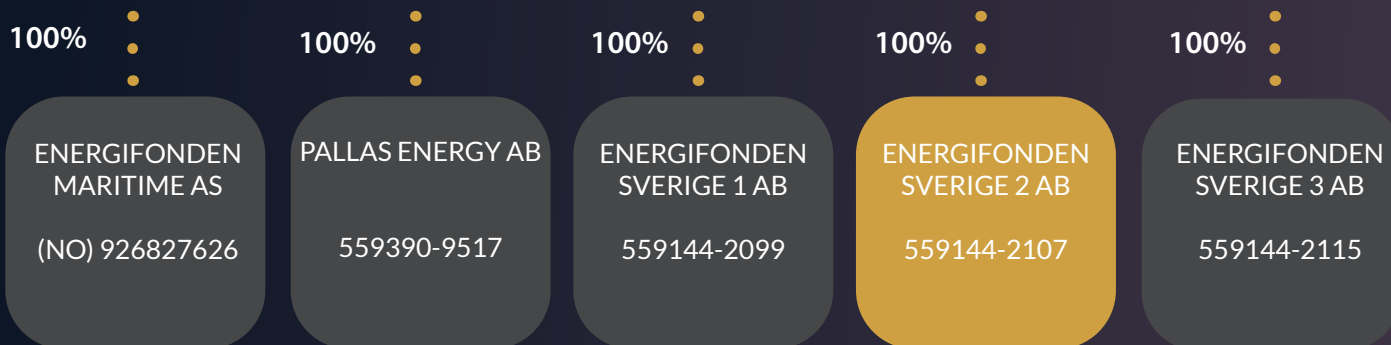 100%
100%
100%
100%
100%
ENERGIFONDEN
MARITIME AS
(NO) 926827626
PALLAS ENERGY AB
559390-9517
ENERGIFONDEN
SVERIGE 1 AB
559144-2099
ENERGIFONDEN
SVERIGE 2 AB
559144-2107
ENERGIFONDEN
SVERIGE 3 AB
559144-2115